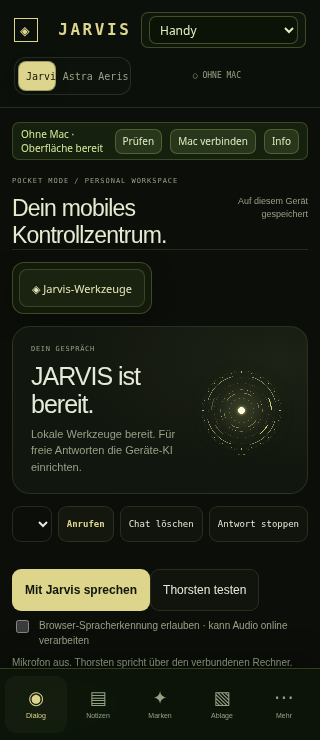 JARVIS
Handy
Jarvi
Astra Aeris
OHNE MAC
Ohne Mac ·
Oberfläche bereit
Prüfen
Mac verbinden
Info
POCKET MODE / PERSONAL WORKSPACE
Dein mobiles
Kontrollzentrum.
Auf diesem Gerät
gespeichert
◈ Jarvis-Werkzeuge
DEIN GESPRÄCH
JARVIS ist
bereit.
Lokale Werkzeuge bereit. Für
freie Antworten die Geräte-KI
einrichten.
Anrufen
Chat löschen
Antwort stoppen
Mit Jarvis sprechen
Thorsten testen
Browser-Spracherkennung erlauben · kann Audio online
verarbeiten
Mikrofon aus. Thorsten spricht über den verbundenen Rechner.
Dialog
Notizen
Marken
Ablage
Mehr